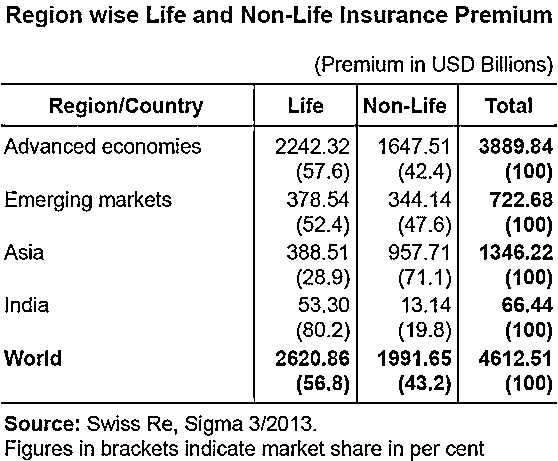 Region wise Life and Non-Life Insurance Premium
(Premium in USD Billions)
Region/Country Life Non-Life Total
Advanced economies 2242.32 1647.51 3889.84
(57.6) (42.4) (100)
Emerging markets 378.54 344.14 722.68
(52.4) (47.6) (100)
Asia 388.51 957.71 1346.22
(28.9) (71.1) (100)
India 53.30 13.14 66.44
(80.2) (19.8) (100)
World 2620.86 1991.65 4612.51
(56.8) (43.2) (100)
Source: Swiss Re, Sigma 3/2013.
Figures in brackets indicate market share in per cent